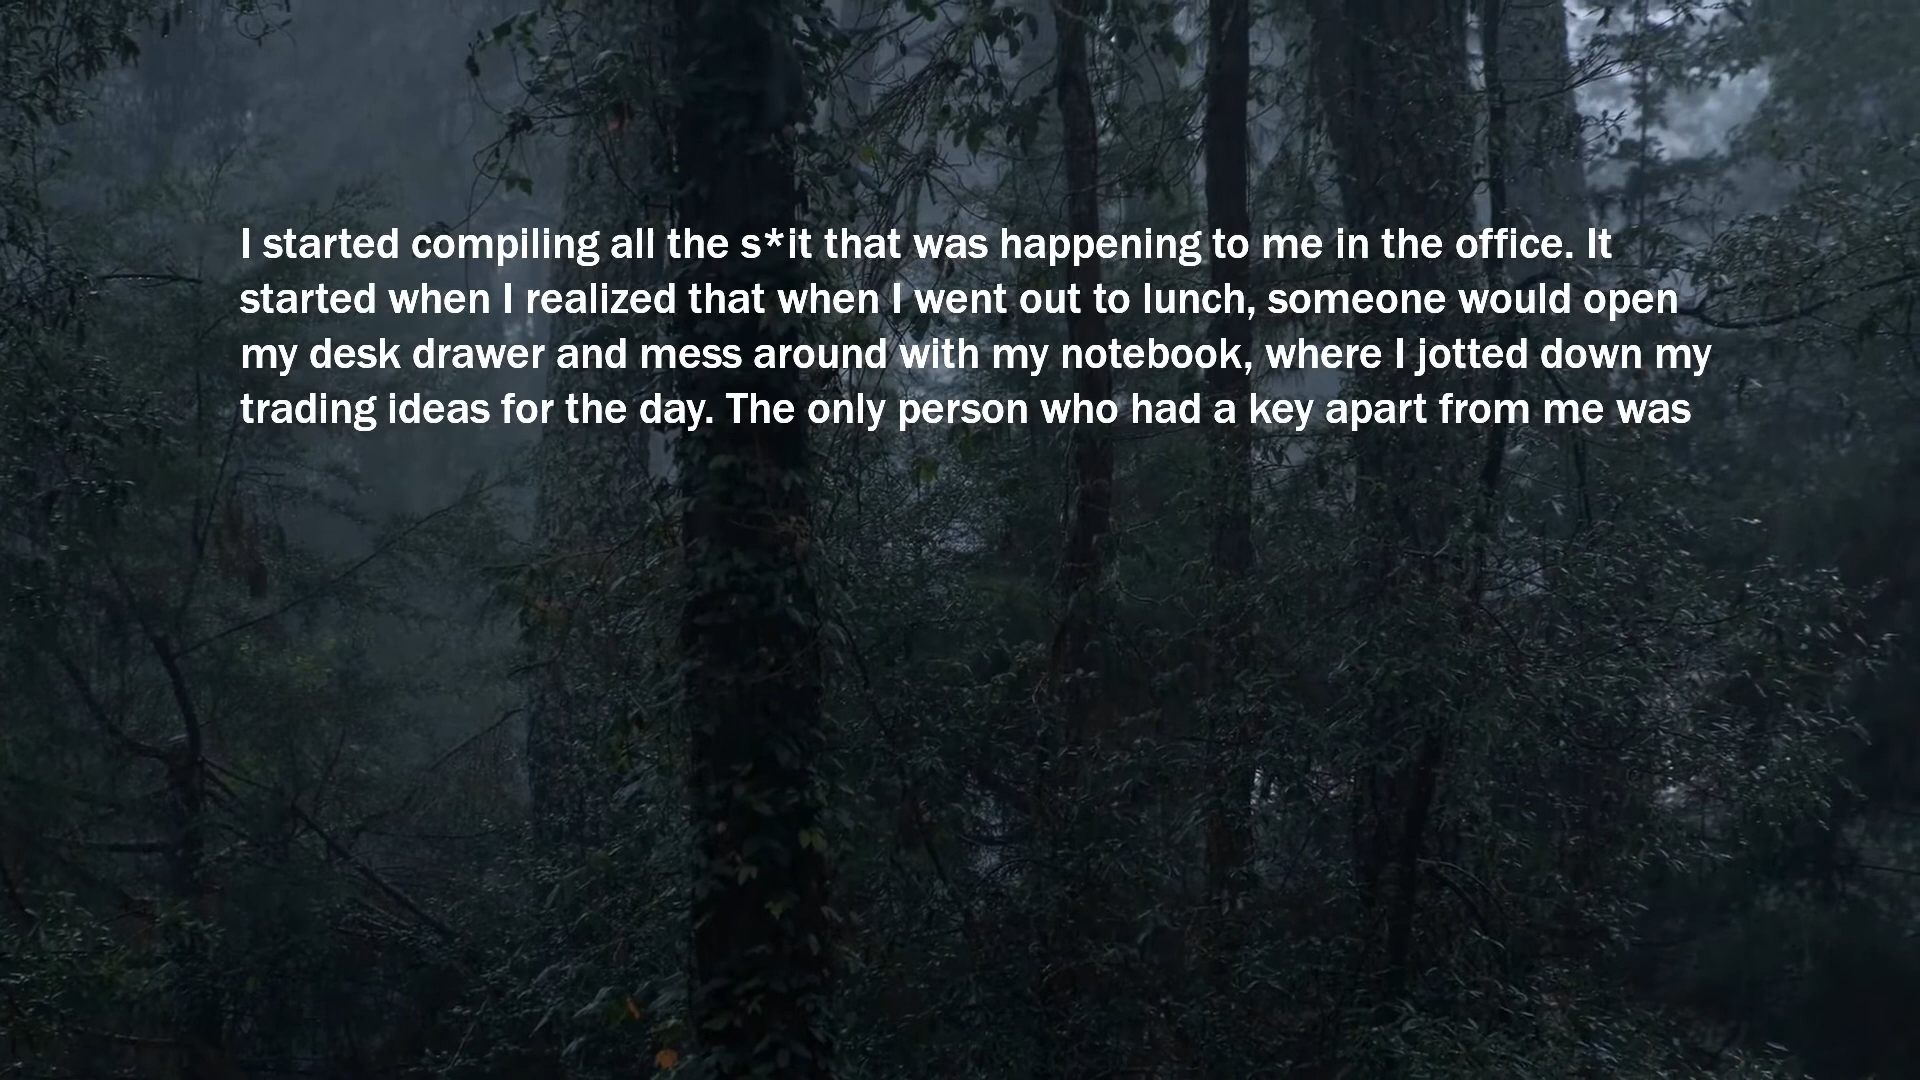 I started compiling all the s*it that was happening to me in the office. It
started when I realized that when I went out to lunch, someone would open
my desk drawer and mess around with my notebook, where I jotted down my
trading ideas for the day. The only person who had a key apart from me was